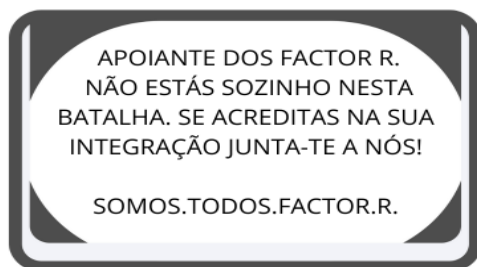 APOIANTE DOS FACTOR R.
NÃO ESTÁS SOZINHO NESTA
BATALHA. SE ACREDITAS NA SUA
INTEGRAÇÃO JUNTA-TE A NÓS!
SOMOS.TODOS.FACTOR.R.